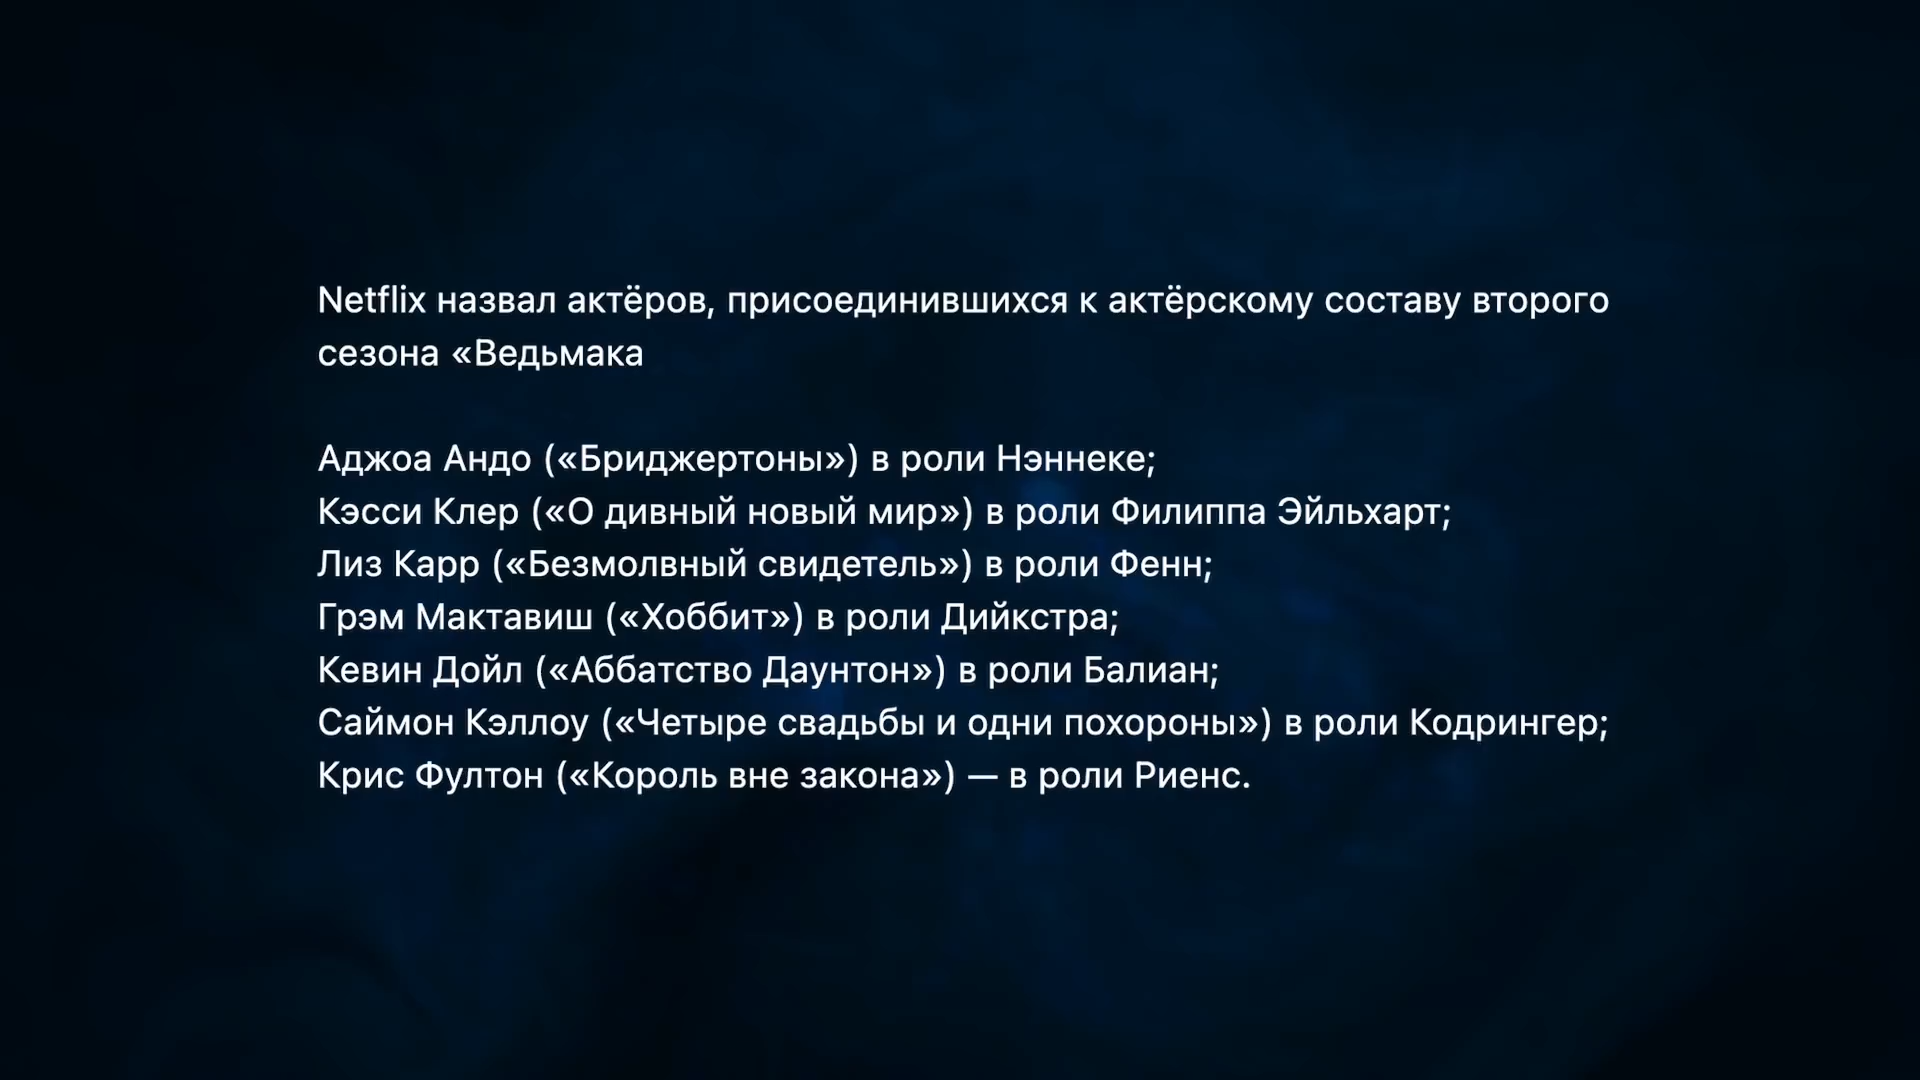 Netflix назвал актёров, присоединившихся к актёрскому составу второго
сезона «Ведьмака
Аджоа Андо («Бриджертоны») в роли Нэннеке;
Кэсси Клер («О дивный новый мир») в роли Филиппа Эйльхарт;
Лиз Карр («Безмолвный свидетель») в роли Фенн;
Грэм Мактавиш («Хоббит») в роли Дийкстра;
Кевин Дойл («Аббатство Даунтон») в роли Балиан;
Саймон Кэллоу («Четыре свадьбы и одни похороны») в роли Кодрингер;
Крис Фултон («Король вне закона») — в роли Риенс.